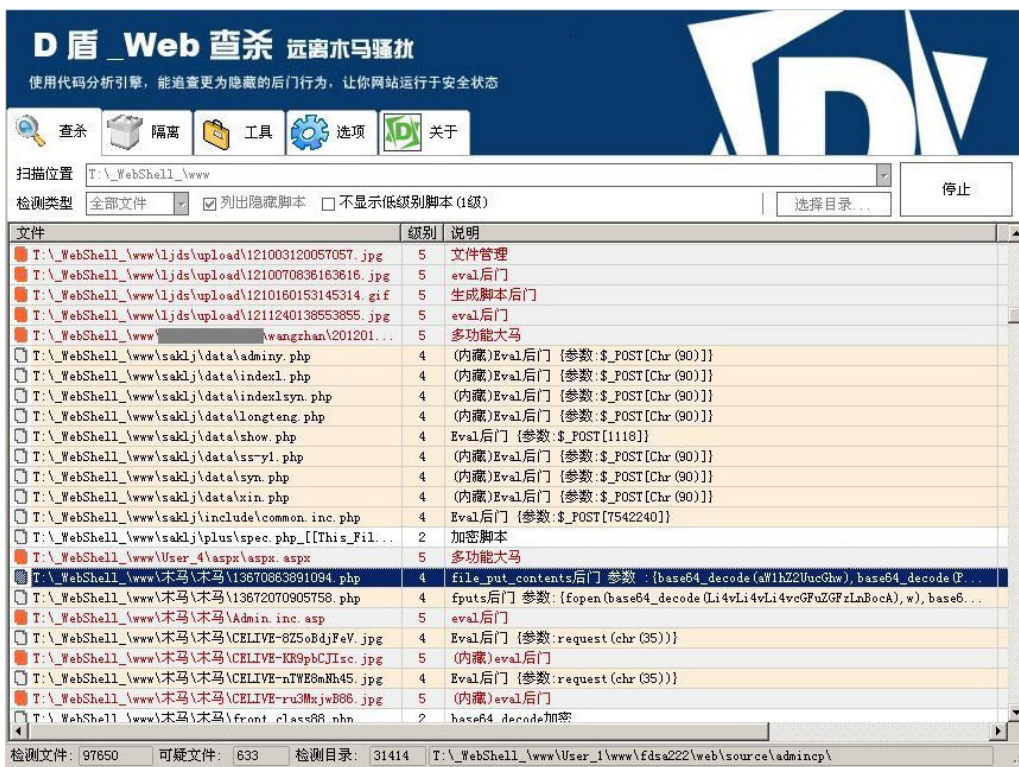 D 盾 _Web 查杀 远离木马骚扰
使用代码分析引擎，能追查更为隐藏的后门行为，让你网站运行于安全状态
查杀 隔离 工具 选项 关于
扫描位置 T:\_WebShell_\www
停止
检测类型 全部文件 列出隐藏脚本 不显示低级别脚本(1级) 选择目录...
文件 级别 说明
T:\_WebShell_\www\ljds\upload\121003120057057.jpg 5 文件管理
T:\_WebShell_\www\ljds\upload\1210070836163616.jpg 5 eval后门
T:\_WebShell_\www\ljds\upload\1210160153145314.gif 5 生成脚本后门
T:\_WebShell_\www\ljds\upload\1211240138553855.jpg 5 eval后门
T:\_WebShell_\www\ \wangzhan\201201... 5 多功能大马
T:\_WebShell_\www\saklj\data\adminy.php 4 (内藏)Eval后门 {参数:$_POST[Chr(90)]}
T:\_WebShell_\www\saklj\data\indexl.php 4 (内藏)Eval后门 {参数:$_POST[Chr(90)]}
T:\_WebShell_\www\saklj\data\indexlsyn.php 4 (内藏)Eval后门 {参数:$_POST[Chr(90)]}
T:\_WebShell_\www\saklj\data\longteng.php 4 (内藏)Eval后门 {参数:$_POST[Chr(90)]}
T:\_WebShell_\www\saklj\data\show.php 4 Eval后门 {参数:$_POST[1118]}
T:\_WebShell_\www\saklj\data\ss-yl.php 4 (内藏)Eval后门 {参数:$_POST[Chr(90)]}
T:\_WebShell_\www\saklj\data\syn.php 4 (内藏)Eval后门 {参数:$_POST[Chr(90)]}
T:\_WebShell_\www\saklj\data\xin.php 4 (内藏)Eval后门 {参数:$_POST[Chr(90)]}
T:\_WebShell_\www\saklj\include\common.inc.php 4 Eval后门 {参数:$_POST[7542240]}
T:\_WebShell_\www\saklj\plus\spec.php_[[This_Fil... 2 加密脚本
T:\_WebShell_\www\User_4\aspx\aspx.aspx 5 多功能大马
T:\_WebShell_\www\木马\木马\13670863891094.php 4 file_put_contents后门 参数 :{base64_decode(aW1hZ2UucGhw),base64_decode(P...
T:\_WebShell_\www\木马\木马\13672070905758.php 4 fputs后门 参数:{fopen(base64_decode(Li4vLi4vLi4vcGFuZGFzLnBocA),w),base6...
T:\_WebShell_\www\木马\木马\Admin.inc.asp 5 eval后门
T:\_WebShell_\www\木马\木马\CELIVE-8Z5oBdjFeV.jpg 4 Eval后门 {参数:request(chr(35))}
T:\_WebShell_\www\木马\木马\CELIVE-KR9pbCJIsc.jpg 5 (内藏)eval后门
T:\_WebShell_\www\木马\木马\CELIVE-nTWE8mNh45.jpg 4 Eval后门 {参数:request(chr(35))}
T:\_WebShell_\www\木马\木马\CELIVE-ru3MxjwB86.jpg 5 (内藏)eval后门
T:\_WebShell_\www\木马\木马\front_class88.php 2 base64_decode加密
检测文件: 97650 可疑文件: 633 检测目录: 31414 T:\_WebShell_\www\User_1\www\fdsa222\web\source\admincp\